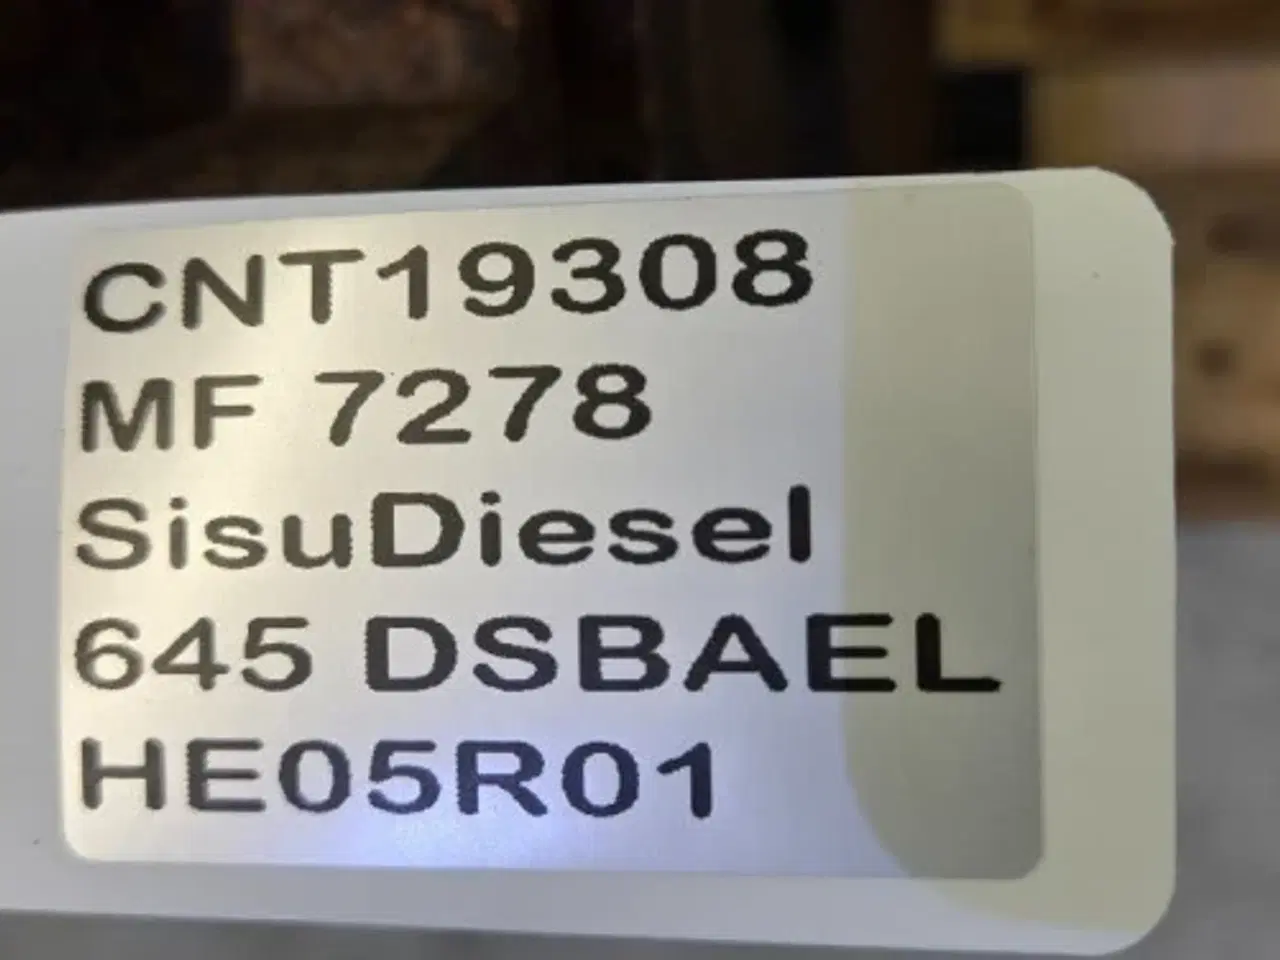 CNT19308
MF 7278
SisuDiesel
645 DSBAEL
HE05R01